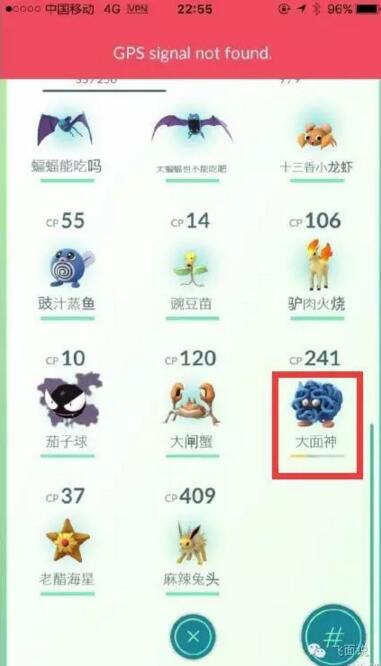 中国移动 4G VPN 22:55 96%
GPS signal not found.
蝙蝠能吃吗
大蝙蝠也不能吃吧
十三香小龙虾
CP 55
CP 14
CP 106
豉汁蒸鱼
豌豆苗
驴肉火烧
CP 10
CP 120
CP 241
茄子球
大闸蟹
大面神
CP 37
CP 409
老醋海星
麻辣兔头
飞面说